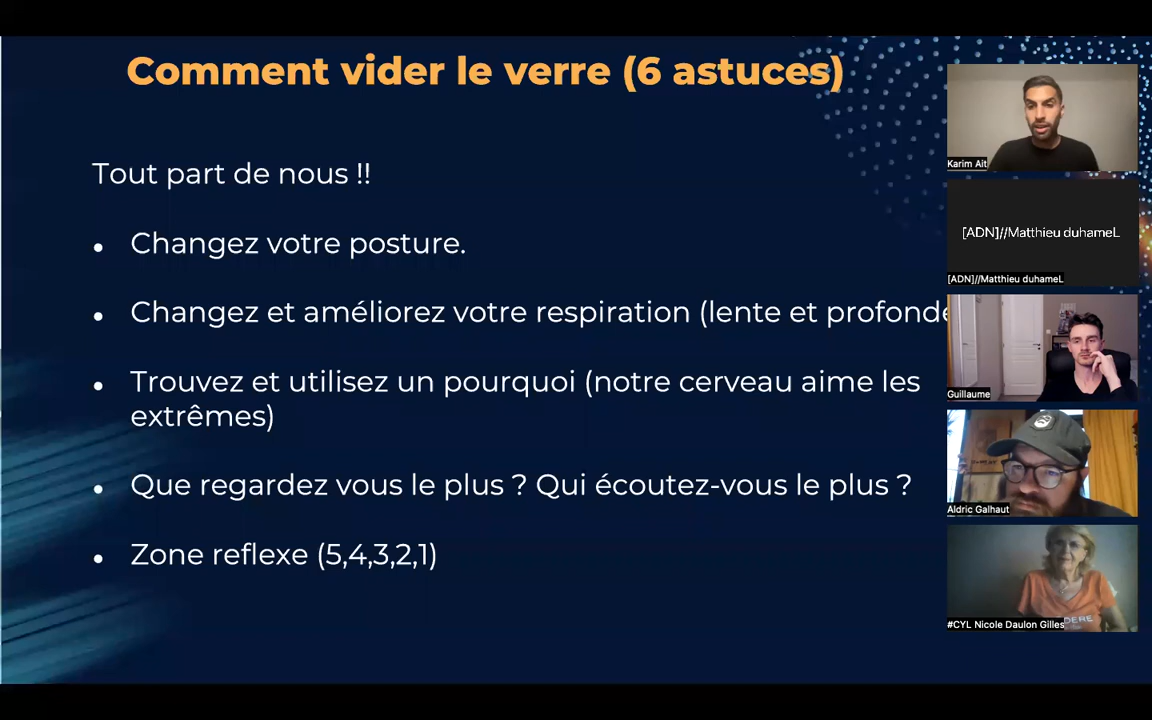 Comment vider le verre (6 astuces)
Tout part de nous !!
• Changez votre posture.
• Changez et améliorez votre respiration (lente et profonde
• Trouvez et utilisez un pourquoi (notre cerveau aime les
extrêmes)
• Que regardez vous le plus ? Qui écoutez-vous le plus ?
• Zone reflexe (5,4,3,2,1)
Karim Ait
[ADN]//Matthieu duhameL
[ADN]//Matthieu duhameL
Guillaume
Aldric Galhaut
DERE
#CYL Nicole Daulon Gilles